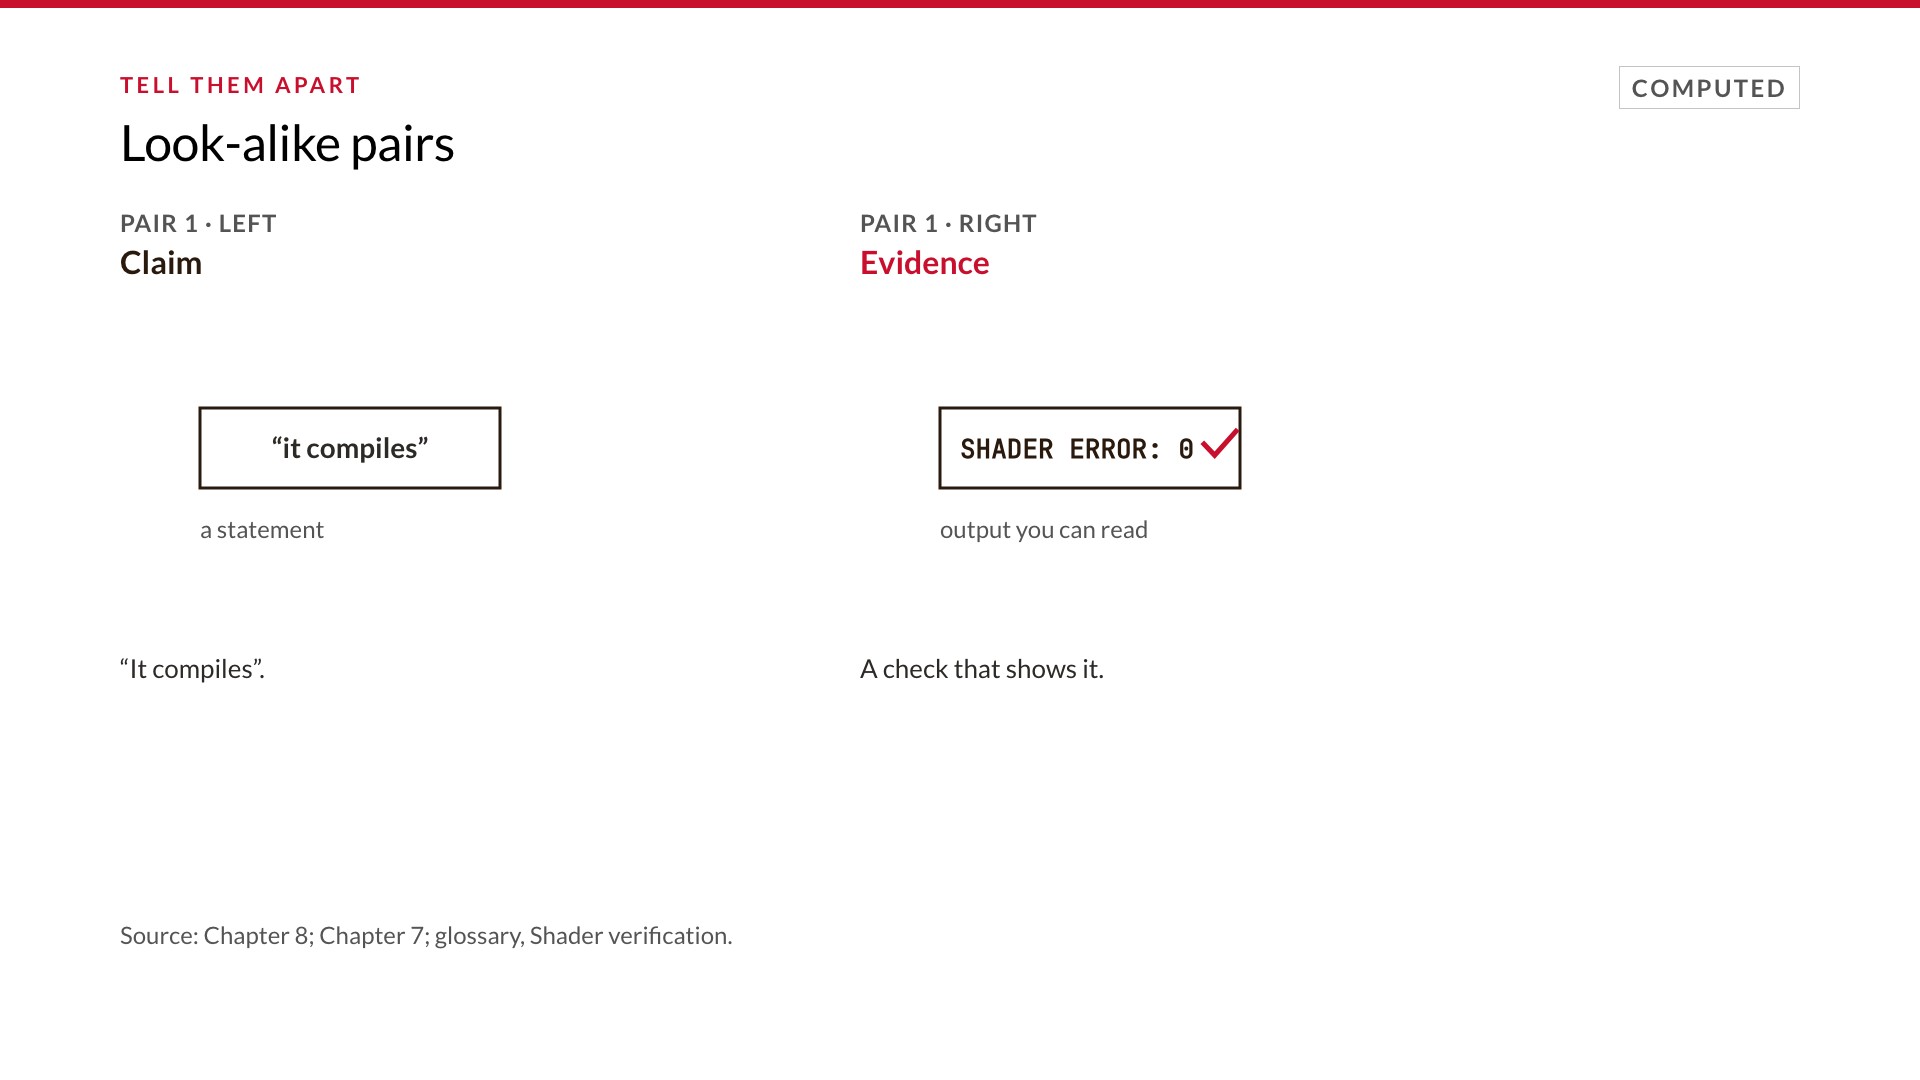 TELL THEM APART
COMPUTED
Look-alike pairs
PAIR 1 · LEFT
Claim
PAIR 1 · RIGHT
Evidence
“it compiles”
a statement
SHADER ERROR: 0
output you can read
“It compiles”.
A check that shows it.
Source: Chapter 8; Chapter 7; glossary, Shader verification.